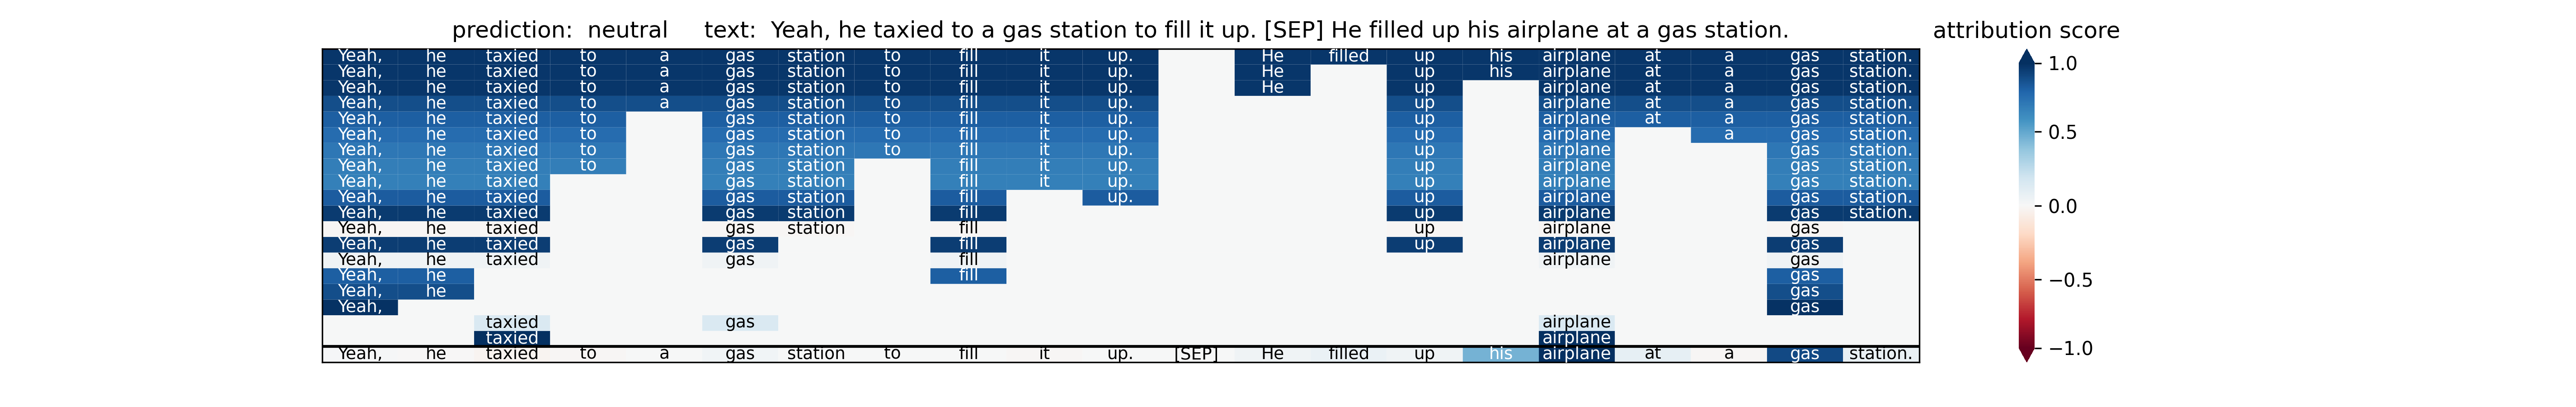 prediction: neutral text: Yeah, he taxied to a gas station to fill it up. [SEP] He filled up his airplane at a gas station. attribution score
Yeah, he taxied to a gas station to fill it up. He filled up his airplane at a gas station.
Yeah, he taxied to a gas station to fill it up. He up his airplane at a gas station.
Yeah, he taxied to a gas station to fill it up. He up airplane at a gas station.
Yeah, he taxied to a gas station to fill it up. up airplane at a gas station.
Yeah, he taxied to gas station to fill it up. up airplane at a gas station.
Yeah, he taxied to gas station to fill it up. up airplane a gas station.
Yeah, he taxied to gas station to fill it up. up airplane gas station.
Yeah, he taxied to gas station fill it up. up airplane gas station.
Yeah, he taxied gas station fill it up. up airplane gas station.
Yeah, he taxied gas station fill up. up airplane gas station.
Yeah, he taxied gas station fill up airplane gas station.
Yeah, he taxied gas station fill up airplane gas
Yeah, he taxied gas fill up airplane gas
Yeah, he taxied gas fill airplane gas
Yeah, he fill gas
Yeah, he gas
Yeah, gas
taxied gas airplane
taxied airplane
Yeah, he taxied to a gas station to fill it up. [SEP] He filled up his airplane at a gas station.
1.0
0.5
0.0
−0.5
−1.0